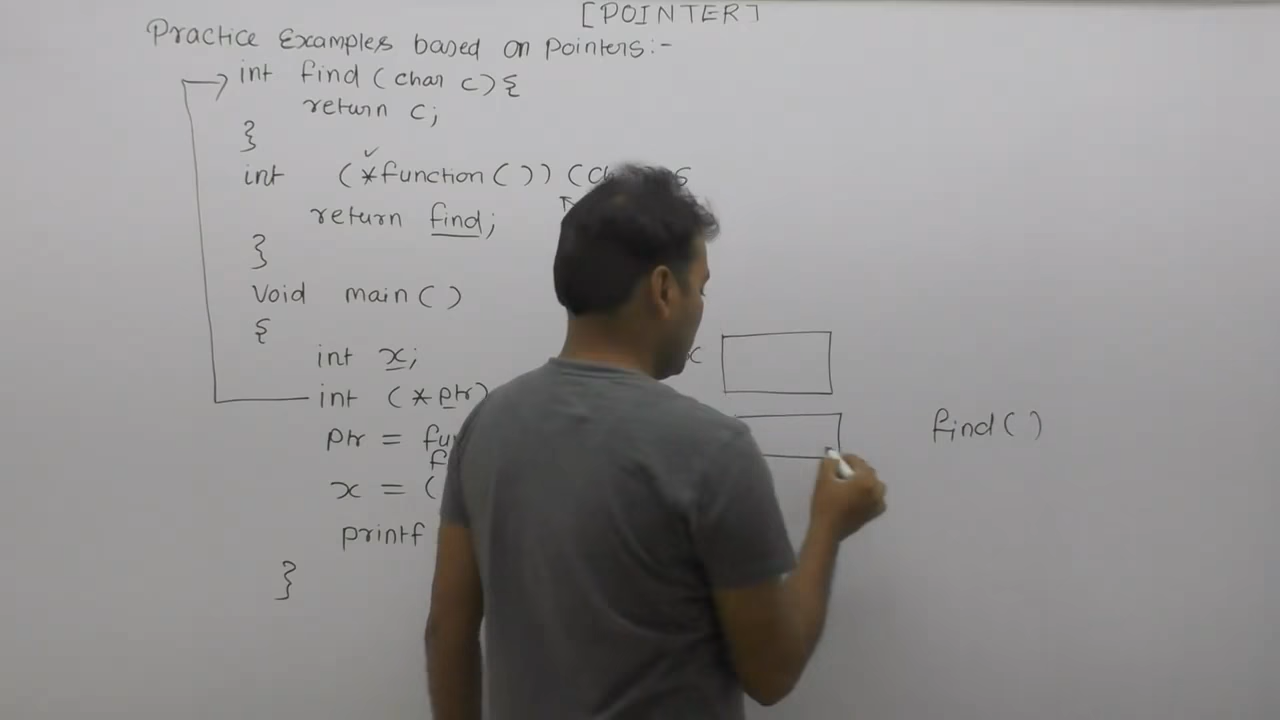 [POINTER]
Practice Examples based on Pointers:-
int find (char c){
return c;
}
int (*function()) (
return find;
}
Void main()
{
int x;
int (*ptr)
ptr =
x = (
printf
}
find()